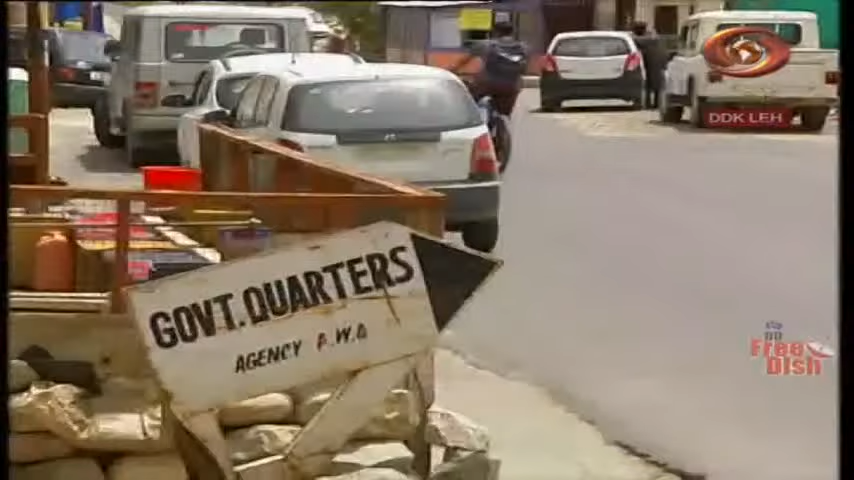 DDK LEH
GOVT. QUARTERS
AGENCY P.W.D
DD
Free
Dish